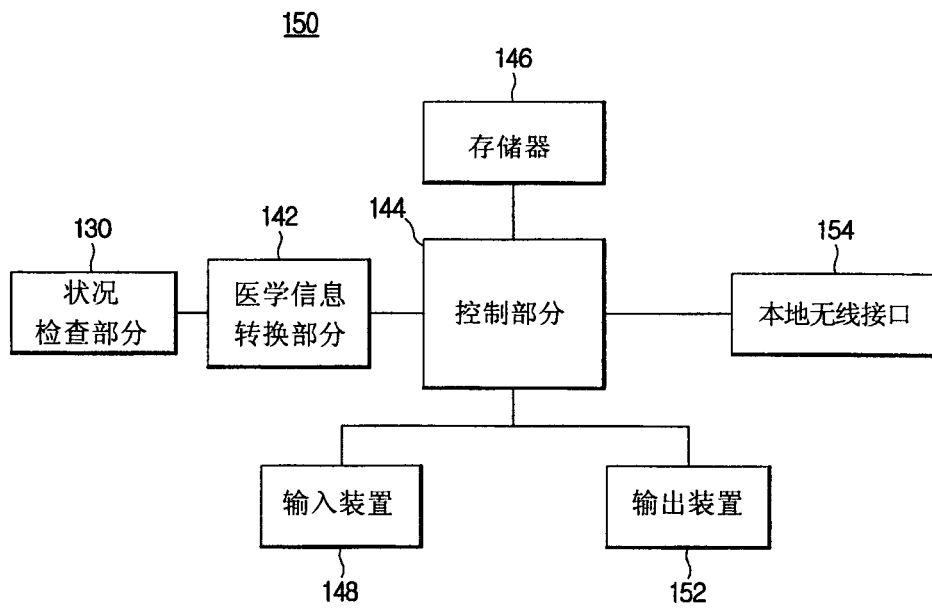 150
146
存储器
144
130
142
154
状况
检查部分
医学信息
转换部分
控制部分
本地无线接口
输入装置
输出装置
148
152